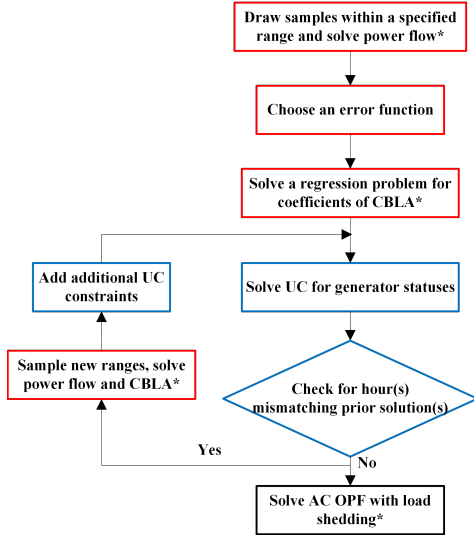 Draw samples within a specified
range and solve power flow*
Choose an error function
Solve a regression problem for
coefficients of CBLA*
Add additional UC
constraints
Solve UC for generator statuses
Sample new ranges, solve
power flow and CBLA*
Check for hour(s)
mismatching prior solution(s)
Yes
No
Solve AC OPF with load
shedding*